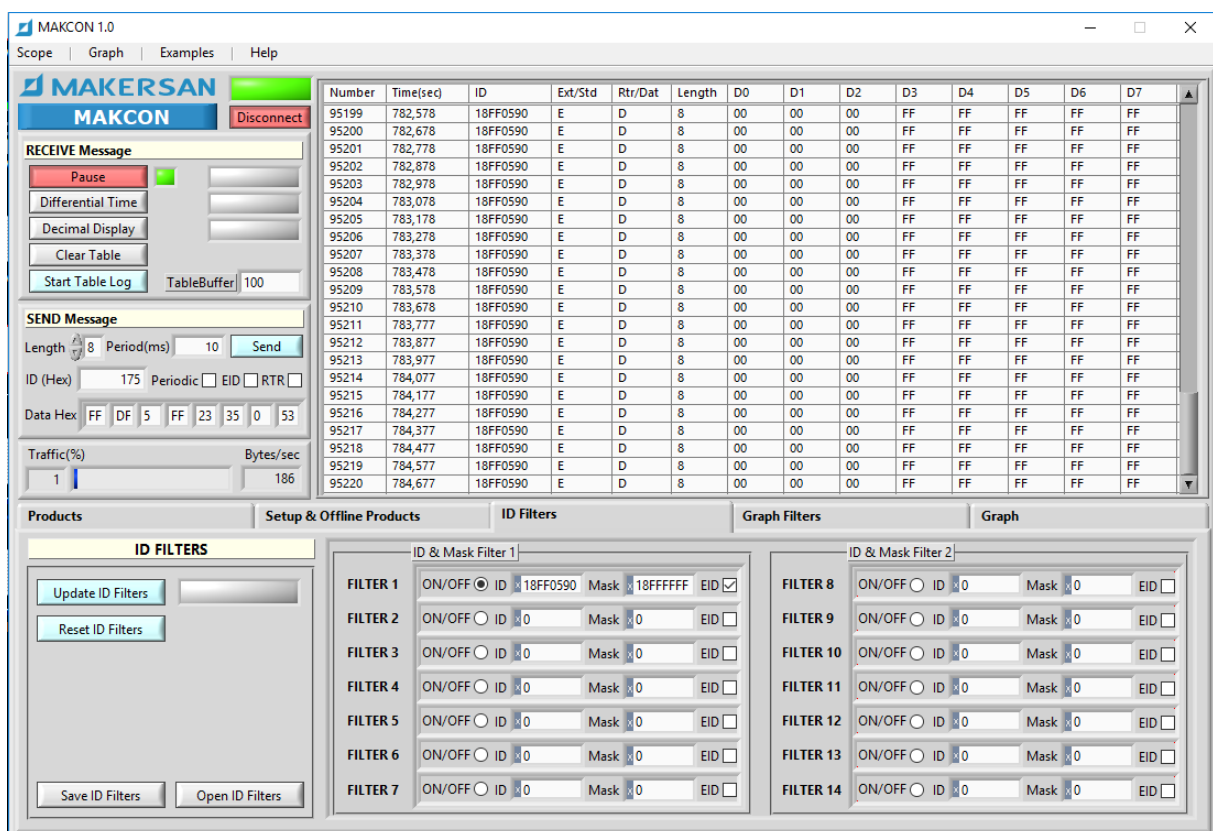 MAKCON 1.0
Scope | Graph | Examples | Help
MAKERSAN
MAKCON
Disconnect
RECEIVE Message
Pause
Differential Time
Decimal Display
Clear Table
Start Table Log TableBuffer 100
SEND Message
Length 8 Period(ms) 10 Send
ID (Hex) 175 Periodic EID RTR
Data Hex FF DF 5 FF 23 35 0 53
Traffic(%) Bytes/sec
1 186
Number Time(sec) ID Ext/Std Rtr/Dat Length D0 D1 D2 D3 D4 D5 D6 D7
95199 782,578 18FF0590 E D 8 00 00 00 FF FF FF FF FF
95200 782,678 18FF0590 E D 8 00 00 00 FF FF FF FF FF
95201 782,778 18FF0590 E D 8 00 00 00 FF FF FF FF FF
95202 782,878 18FF0590 E D 8 00 00 00 FF FF FF FF FF
95203 782,978 18FF0590 E D 8 00 00 00 FF FF FF FF FF
95204 783,078 18FF0590 E D 8 00 00 00 FF FF FF FF FF
95205 783,178 18FF0590 E D 8 00 00 00 FF FF FF FF FF
95206 783,278 18FF0590 E D 8 00 00 00 FF FF FF FF FF
95207 783,378 18FF0590 E D 8 00 00 00 FF FF FF FF FF
95208 783,478 18FF0590 E D 8 00 00 00 FF FF FF FF FF
95209 783,578 18FF0590 E D 8 00 00 00 FF FF FF FF FF
95210 783,678 18FF0590 E D 8 00 00 00 FF FF FF FF FF
95211 783,777 18FF0590 E D 8 00 00 00 FF FF FF FF FF
95212 783,877 18FF0590 E D 8 00 00 00 FF FF FF FF FF
95213 783,977 18FF0590 E D 8 00 00 00 FF FF FF FF FF
95214 784,077 18FF0590 E D 8 00 00 00 FF FF FF FF FF
95215 784,177 18FF0590 E D 8 00 00 00 FF FF FF FF FF
95216 784,277 18FF0590 E D 8 00 00 00 FF FF FF FF FF
95217 784,377 18FF0590 E D 8 00 00 00 FF FF FF FF FF
95218 784,477 18FF0590 E D 8 00 00 00 FF FF FF FF FF
95219 784,577 18FF0590 E D 8 00 00 00 FF FF FF FF FF
95220 784,677 18FF0590 E D 8 00 00 00 FF FF FF FF FF
Products Setup & Offline Products ID Filters Graph Filters Graph
ID FILTERS
Update ID Filters
Reset ID Filters
Save ID Filters Open ID Filters
ID & Mask Filter 1
FILTER 1 ON/OFF ID x 18FF0590 Mask x 18FFFFFF EID
FILTER 2 ON/OFF ID x 0 Mask x 0 EID
FILTER 3 ON/OFF ID x 0 Mask x 0 EID
FILTER 4 ON/OFF ID x 0 Mask x 0 EID
FILTER 5 ON/OFF ID x 0 Mask x 0 EID
FILTER 6 ON/OFF ID x 0 Mask x 0 EID
FILTER 7 ON/OFF ID x 0 Mask x 0 EID
ID & Mask Filter 2
FILTER 8 ON/OFF ID x 0 Mask x 0 EID
FILTER 9 ON/OFF ID x 0 Mask x 0 EID
FILTER 10 ON/OFF ID x 0 Mask x 0 EID
FILTER 11 ON/OFF ID x 0 Mask x 0 EID
FILTER 12 ON/OFF ID x 0 Mask x 0 EID
FILTER 13 ON/OFF ID x 0 Mask x 0 EID
FILTER 14 ON/OFF ID x 0 Mask x 0 EID